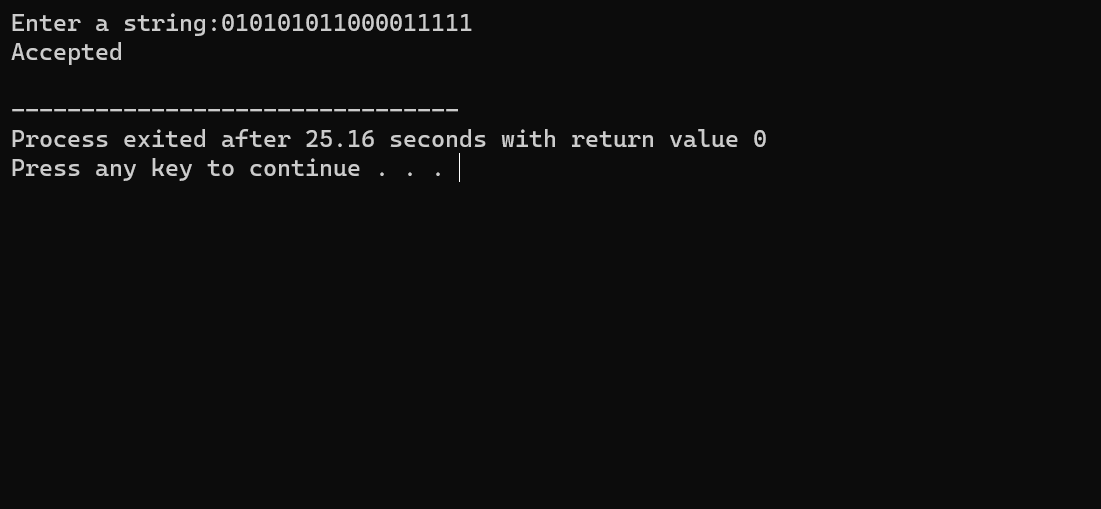 Enter a string:010101011000011111
Accepted
--------------------------------
Process exited after 25.16 seconds with return value 0
Press any key to continue . . .